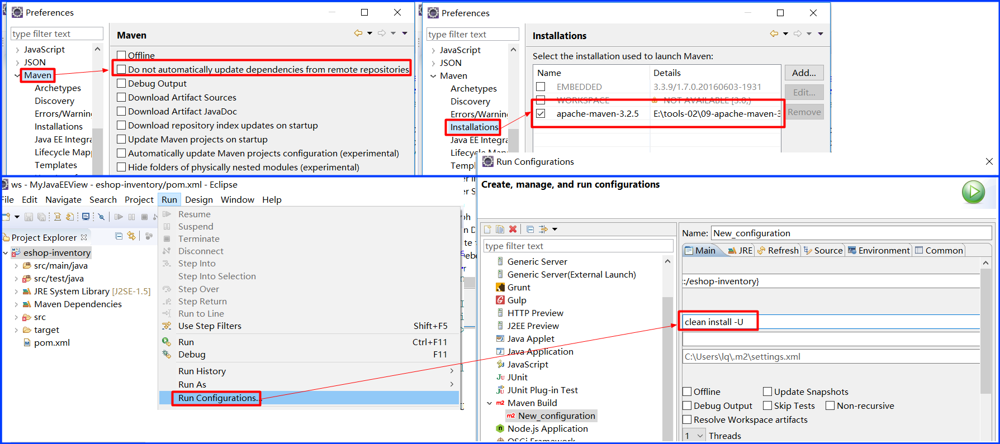 Preferences
type filter text
JavaScript
JSON
Maven
Archetypes
Discovery
Errors/Warnin
Installations
Java EE Integra
Lifecycle Map
Templates
Maven
Offline
Do not automatically update dependencies from remote repositories
Debug Output
Download Artifact Sources
Download Artifact JavaDoc
Download repository index updates on startup
Update Maven projects on startup
Automatically update Maven projects configuration (experimental)
Hide folders of physically nested modules (experimental)
Preferences
type filter text
JavaScript
JSON
Maven
Archetypes
Discovery
Errors/Warnin
Installations
Java EE Integra
Lifecycle Map
Templ
Installations
Select the installation used to launch Maven:
Name Details
EMBEDDED 3.3.9/1.7.0.20160603-1931
WORKSPACE NOT AVAILABLE [3.0,)
apache-maven-3.2.5 E:\tools-02\09-apache-maven-3
Add...
Edit...
Remove
ws - MyJavaEEView - eshop-inventory/pom.xml - Eclipse
File Edit Navigate Search Project Run Design Window Help
Project Explorer
eshop-inventory
src/main/java
src/test/java
JRE System Library [J2SE-1.5]
Maven Dependencies
src
target
pom.xml
Resume
Suspend
Terminate
Disconnect
Step Into
Step Into Selection
Step Over
Step Return
Run to Line
Use Step Filters Shift+F5
Run Ctrl+F11
Debug F11
Run History
Run As
Run Configurations...
Run Configurations
Create, manage, and run configurations
type filter text
Generic Server
Generic Server(External Launch)
Grunt
Gulp
HTTP Preview
J2EE Preview
Java Applet
Java Application
JavaScript
JUnit
JUnit Plug-in Test
Maven Build
New_configuration
Node.js Application
OSGi Framework
Name: New_configuration
Main JRE Refresh Source Environment Common
:/eshop-inventory}
clean install -U
C:\Users\lq\.m2\settings.xml
Offline Update Snapshots
Debug Output Skip Tests Non-recursive
Resolve Workspace artifacts
1 Threads